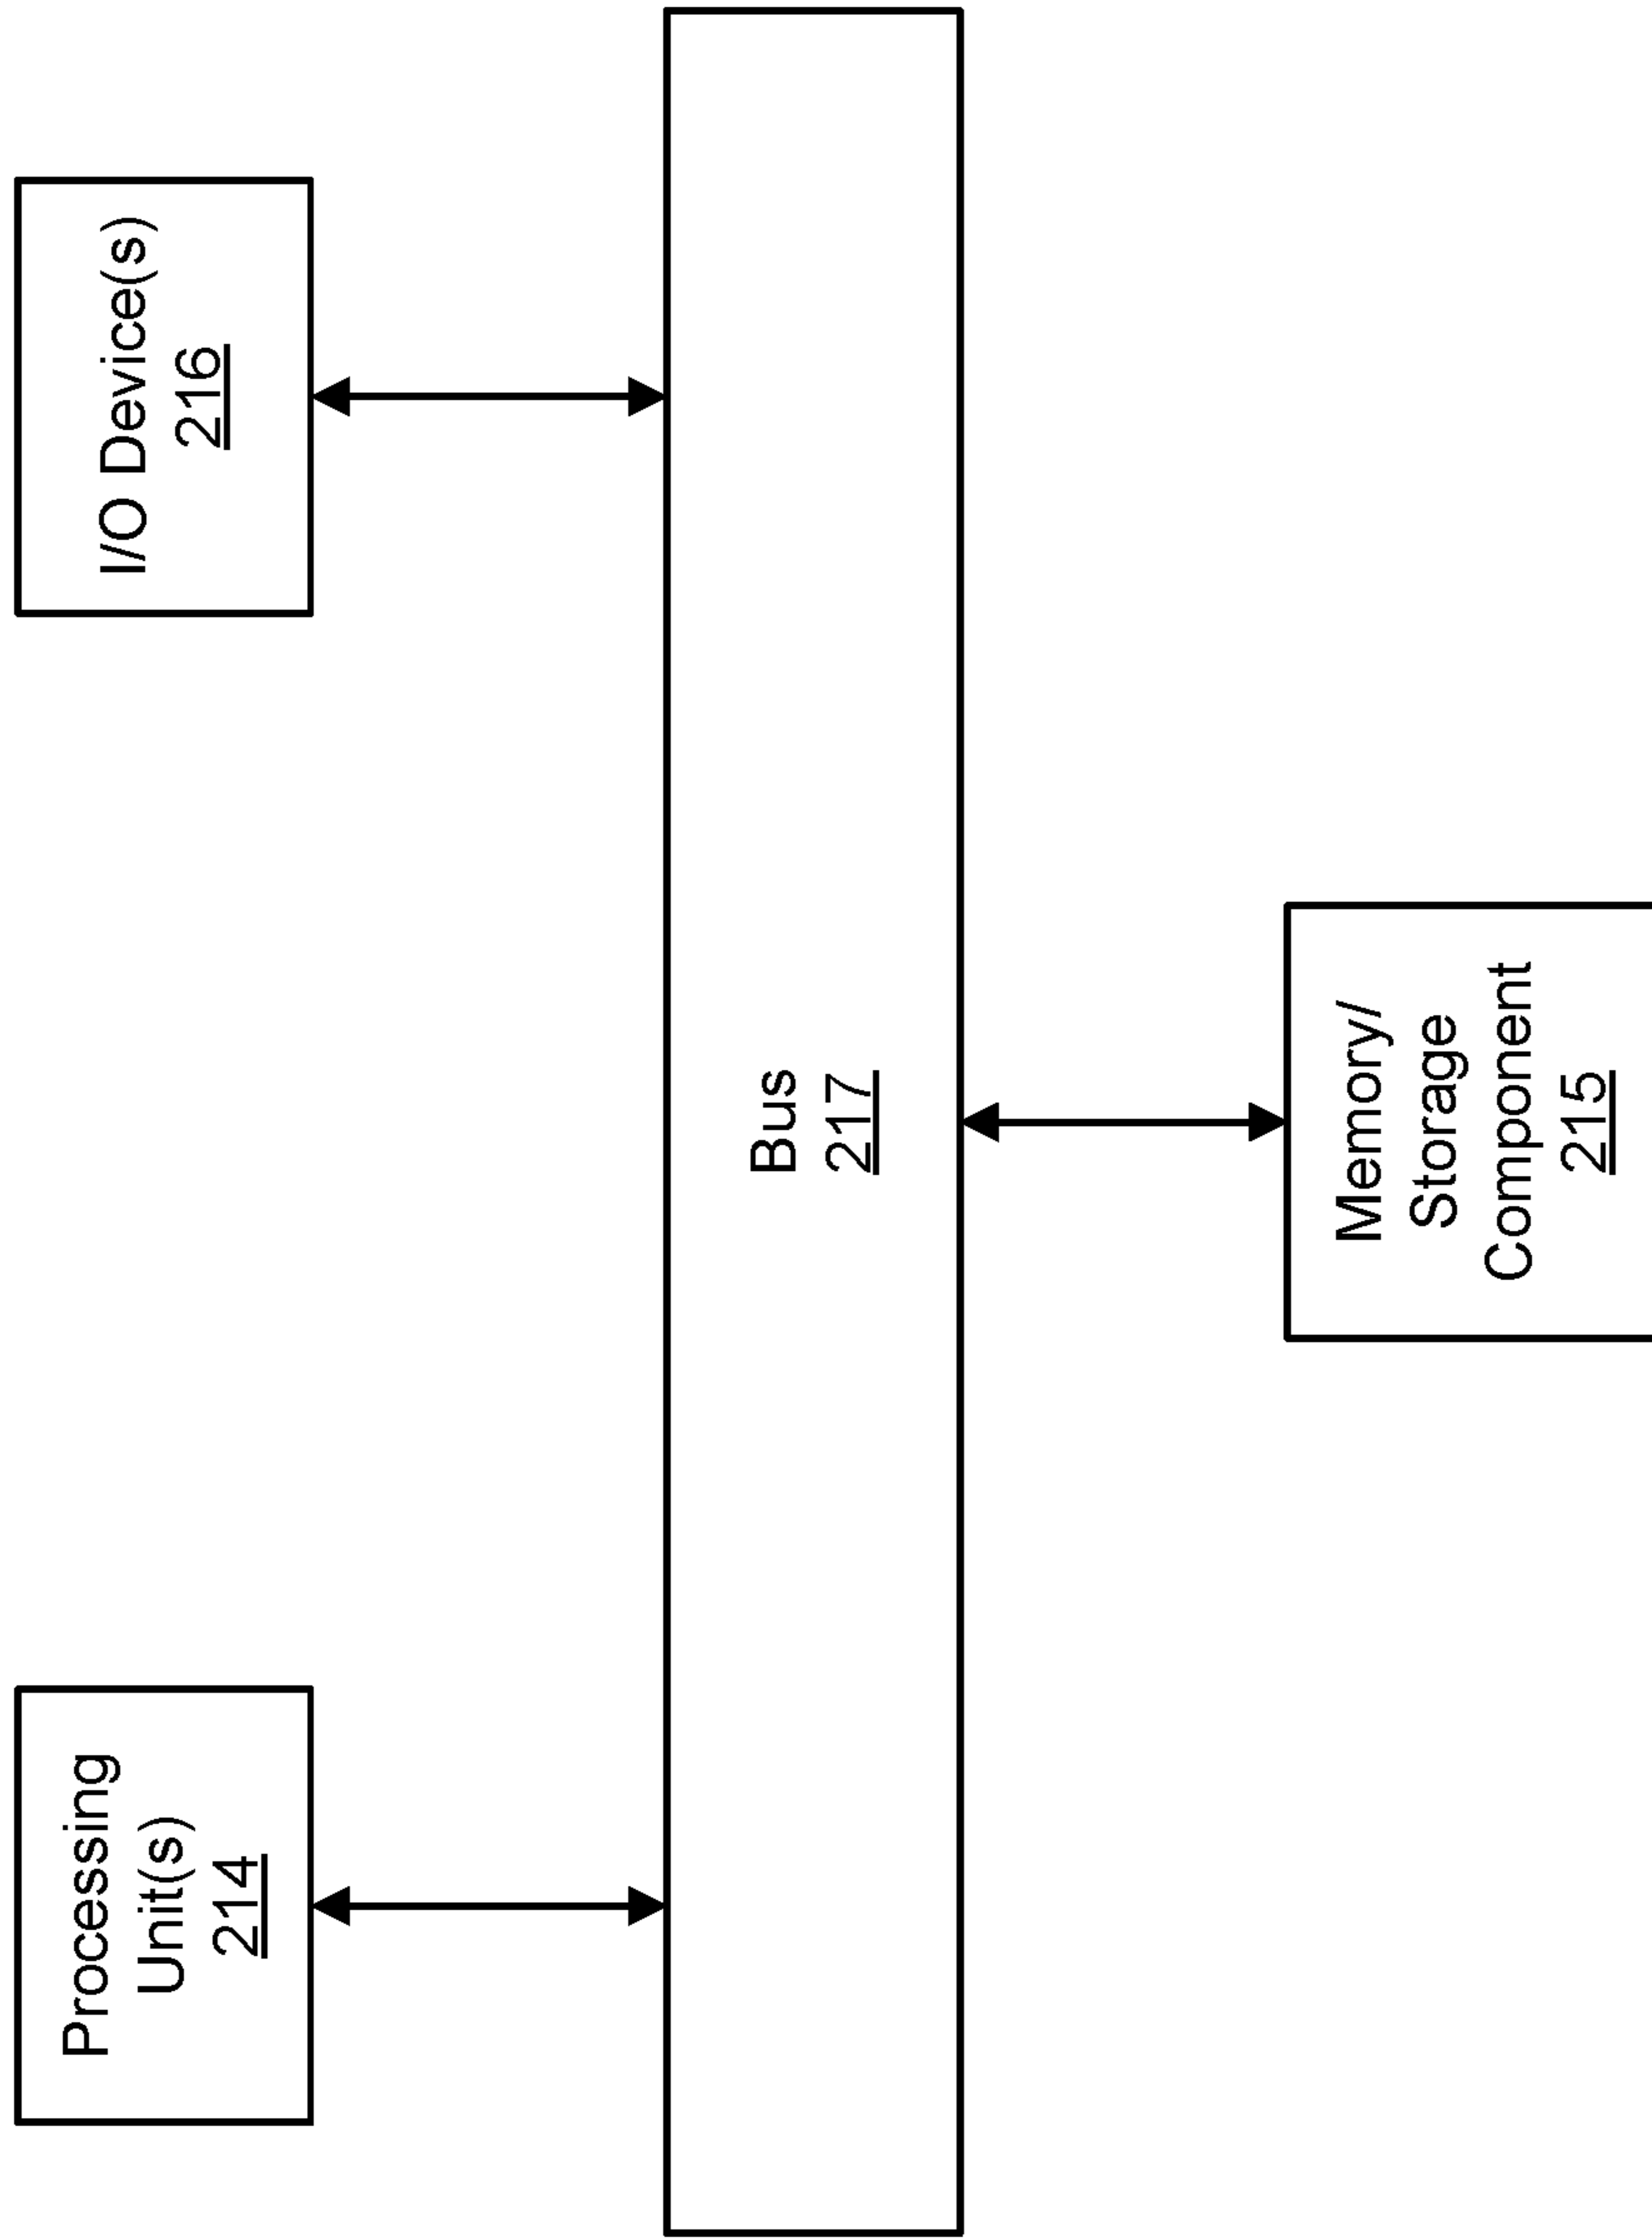 Processing
Unit(s)
214
I/O Device(s)
216
Bus
217
Memory/
Storage
Component
215